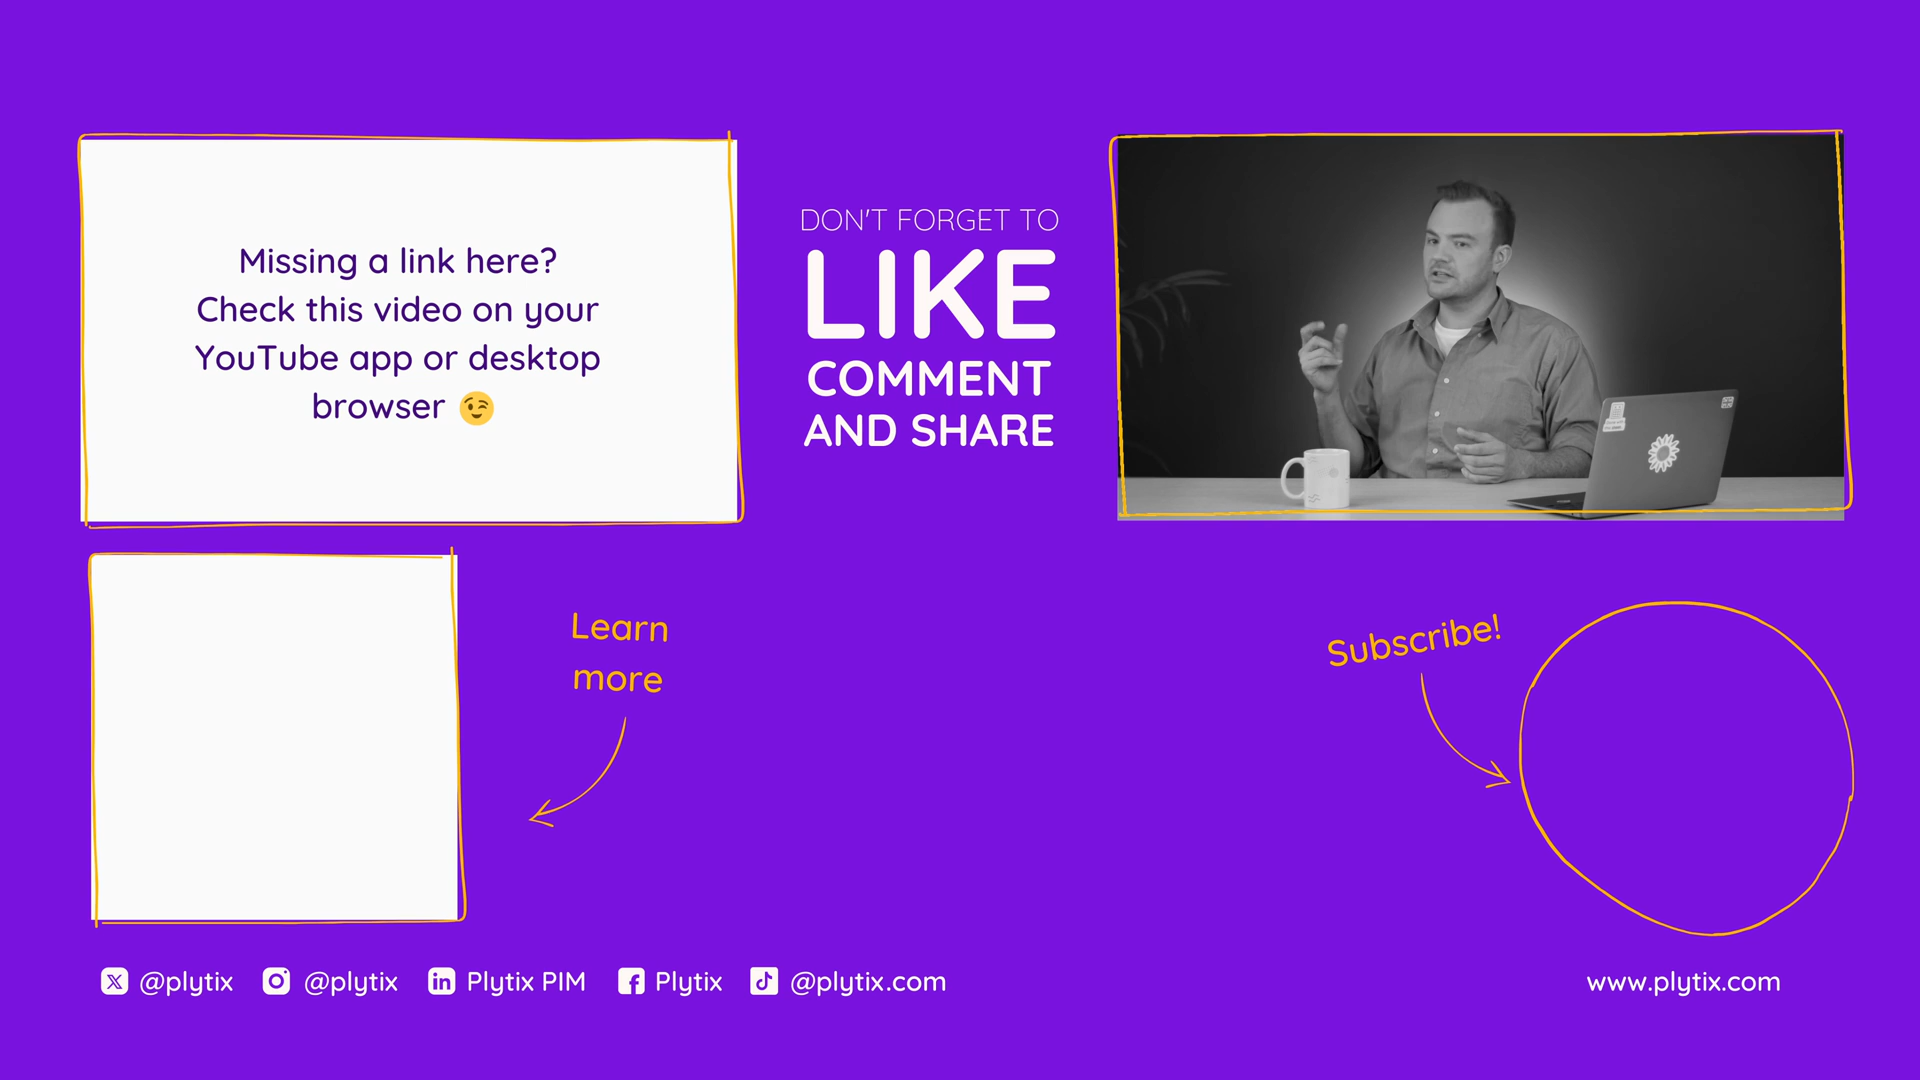 Missing a link here?
Check this video on your
YouTube app or desktop
browser 😉
DON'T FORGET TO
LIKE
COMMENT
AND SHARE
Learn
more
Subscribe!
@plytix
@plytix
Plytix PIM
Plytix
@plytix.com
www.plytix.com